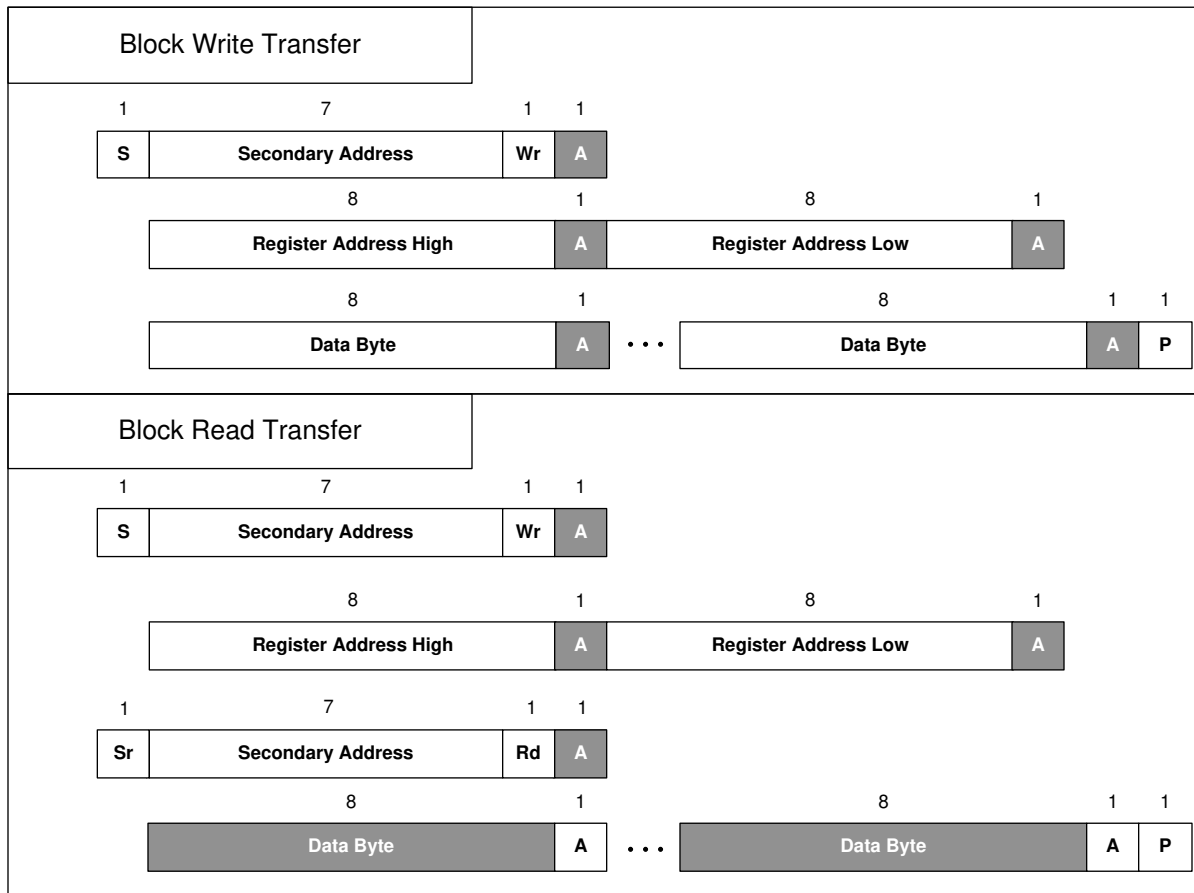 Block Write Transfer
1 7 1 1
S Secondary Address Wr A
8 1 8 1
Register Address High A Register Address Low A
8 1 8 1 1
Data Byte A ... Data Byte A P
Block Read Transfer
1 7 1 1
S Secondary Address Wr A
8 1 8 1
Register Address High A Register Address Low A
1 7 1 1
Sr Secondary Address Rd A
8 1 8 1 1
Data Byte A ... Data Byte A P